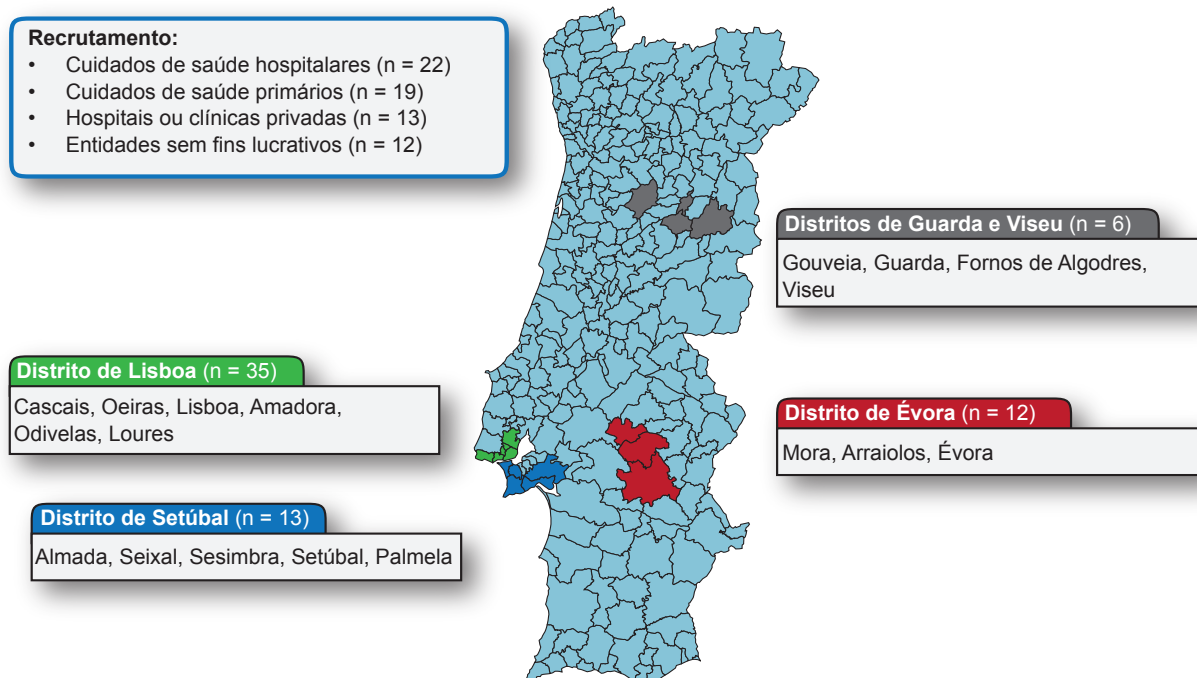 Recrutamento:
• Cuidados de saúde hospitalares (n = 22)
• Cuidados de saúde primários (n = 19)
• Hospitais ou clínicas privadas (n = 13)
• Entidades sem fins lucrativos (n = 12)
Distritos de Guarda e Viseu (n = 6)
Gouveia, Guarda, Fornos de Algodres,
Viseu
Distrito de Lisboa (n = 35)
Cascais, Oeiras, Lisboa, Amadora,
Odivelas, Loures
Distrito de Évora (n = 12)
Mora, Arraiolos, Évora
Distrito de Setúbal (n = 13)
Almada, Seixal, Sesimbra, Setúbal, Palmela